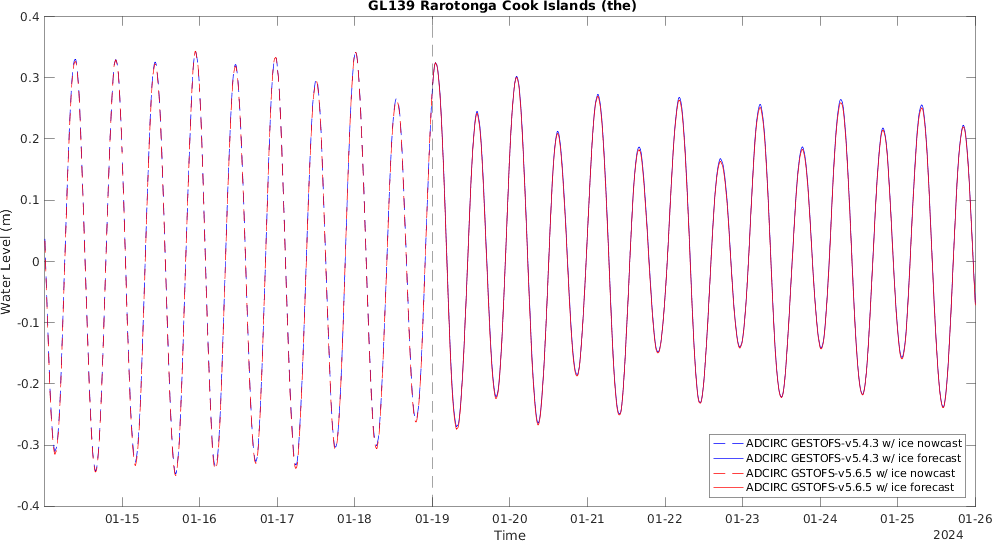 GL139 Rarotonga Cook Islands (the)
0.4
0.3
0.2
0.1
0
-0.1
-0.2
-0.3
-0.4
Water Level (m)
ADCIRC GESTOFS-v5.4.3 w/ ice nowcast
ADCIRC GESTOFS-v5.4.3 w/ ice forecast
ADCIRC GSTOFS-v5.6.5 w/ ice nowcast
ADCIRC GSTOFS-v5.6.5 w/ ice forecast
01-15 01-16 01-17 01-18 01-19 01-20 01-21 01-22 01-23 01-24 01-25 01-26
Time
2024